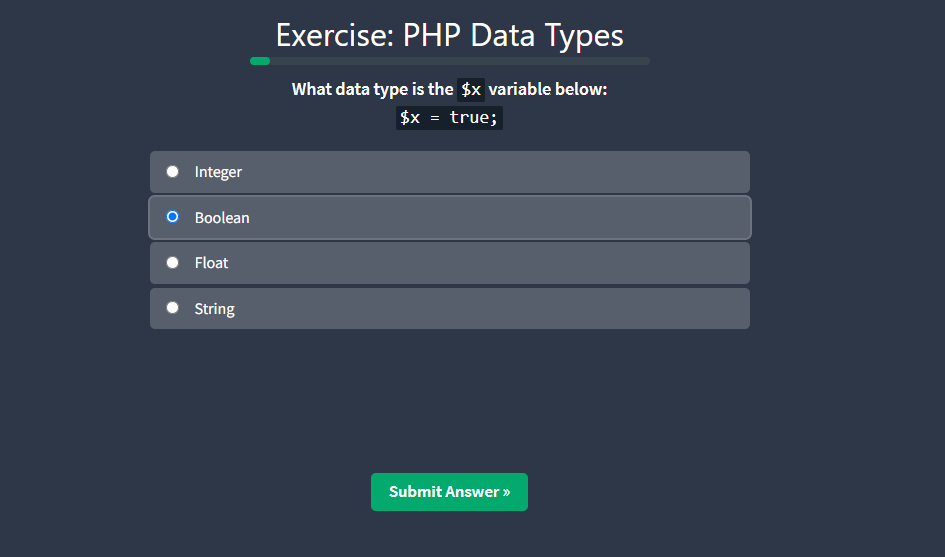 Exercise: PHP Data Types
What data type is the $x variable below:
$x = true;
Integer
Boolean
Float
String
Submit Answer »